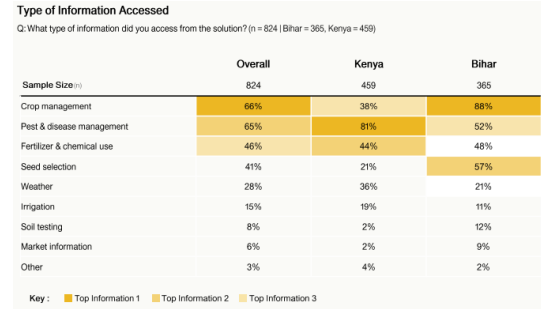 Type of Information Accessed
Q: What type of information did you access from the solution? (n = 824 | Bihar = 365, Kenya = 459)
Overall Kenya Bihar
Sample Size(n) 824 459 365
Crop management 66% 38% 88%
Pest & disease management 65% 81% 52%
Fertilizer & chemical use 46% 44% 48%
Seed selection 41% 21% 57%
Weather 28% 36% 21%
Irrigation 15% 19% 11%
Soil testing 8% 2% 12%
Market information 6% 2% 9%
Other 3% 4% 2%
Key : Top Information 1 Top Information 2 Top Information 3